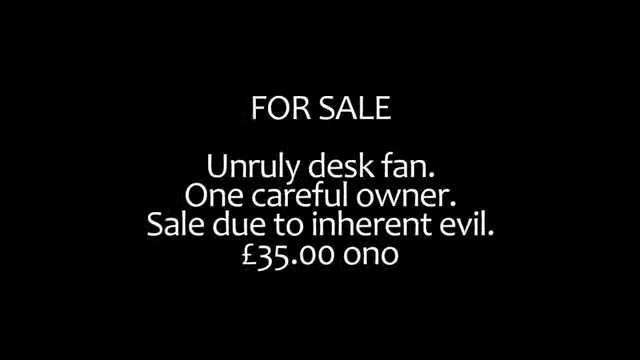 FOR SALE
Unruly desk fan.
One careful owner.
Sale due to inherent evil.
£35.00 ono